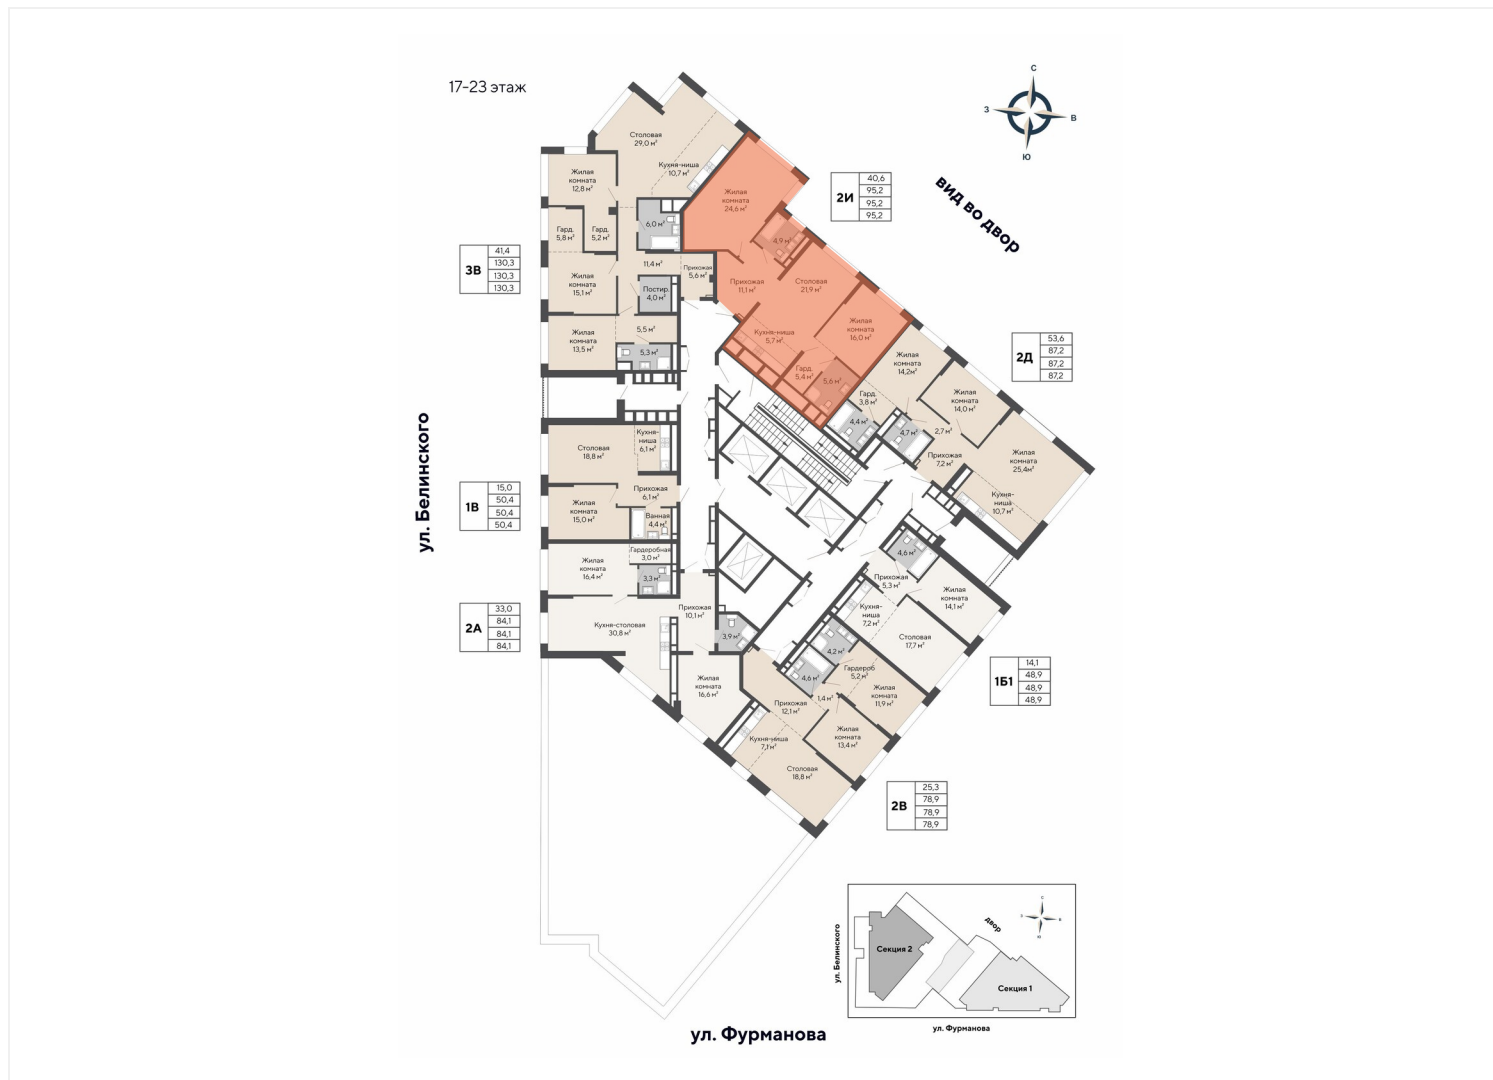 17-23 этаж
С
З
В
Ю
вид во двор
Столовая
29,0 м²
Кухня-ниша
10,7 м²
Жилая
комната
12,8 м²
Гард.
5,8 м²
Гард.
5,2 м²
6,0 м²
11,4 м²
Прихожая
5,6 м²
Постир.
4,0 м²
Жилая
комната
15,1 м²
Жилая
комната
13,5 м²
5,5 м²
5,3 м²
3В
41,4
130,3
130,3
130,3
Жилая
комната
24,6 м²
4,9 м²
Прихожая
11,1 м²
Столовая
21,9 м²
Кухня-ниша
5,7 м²
Жилая
комната
16,0 м²
Гард.
5,4 м²
5,6 м²
2И
40,6
95,2
95,2
95,2
Жилая
комната
14,2м²
Гард.
3,8 м²
4,4 м²
4,7 м²
Жилая
комната
14,0 м²
2,7 м²
Прихожая
7,2 м²
Жилая
комната
25,4м²
Кухня-
ниша
10,7 м²
2Д
53,6
87,2
87,2
87,2
ул. Белинского
Столовая
18,8 м²
Кухня-
ниша
6,1 м²
Прихожая
6,1 м²
Жилая
комната
15,0 м²
Ванная
4,4 м²
1В
15,0
50,4
50,4
50,4
Жилая
комната
16,4 м²
Гардеробная
3,0 м²
3,3 м²
Кухня-столовая
30,8 м²
Прихожая
10,1 м²
3,9 м²
Жилая
комната
16,6 м²
2А
33,0
84,1
84,1
84,1
4,6 м²
Прихожая
5,3 м²
Жилая
комната
14,1 м²
Кухня-
ниша
7,2 м²
Столовая
17,7 м²
1Б1
14,1
48,9
48,9
48,9
4,2 м²
4,6 м²
Гардероб
5,2 м²
1,4 м²
Жилая
комната
11,9 м²
Прихожая
12,1 м²
Жилая
комната
13,4 м²
Кухня-ниша
7,1 м²
Столовая
18,8 м²
2В
25,3
78,9
78,9
78,9
ул. Белинского
Секция 2
двор
Секция 1
ул. Фурманова
ул. Фурманова